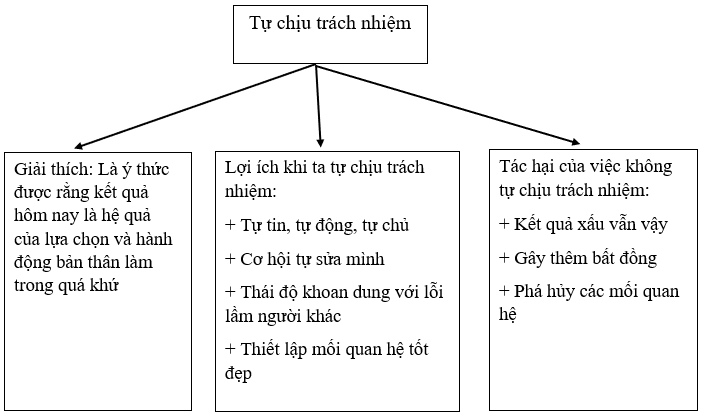 Tự chịu trách nhiệm
Giải thích: Là ý thức
được rằng kết quả
hôm nay là hệ quả
của lựa chọn và hành
động bản thân làm
trong quá khứ
Lợi ích khi ta tự chịu trách
nhiệm:
+ Tự tin, tự động, tự chủ
+ Cơ hội tự sửa mình
+ Thái độ khoan dung với lỗi
lầm người khác
+ Thiết lập mối quan hệ tốt
đẹp
Tác hại của việc không
tự chịu trách nhiệm:
+ Kết quả xấu vẫn vậy
+ Gây thêm bất đồng
+ Phá hủy các mối quan
hệ